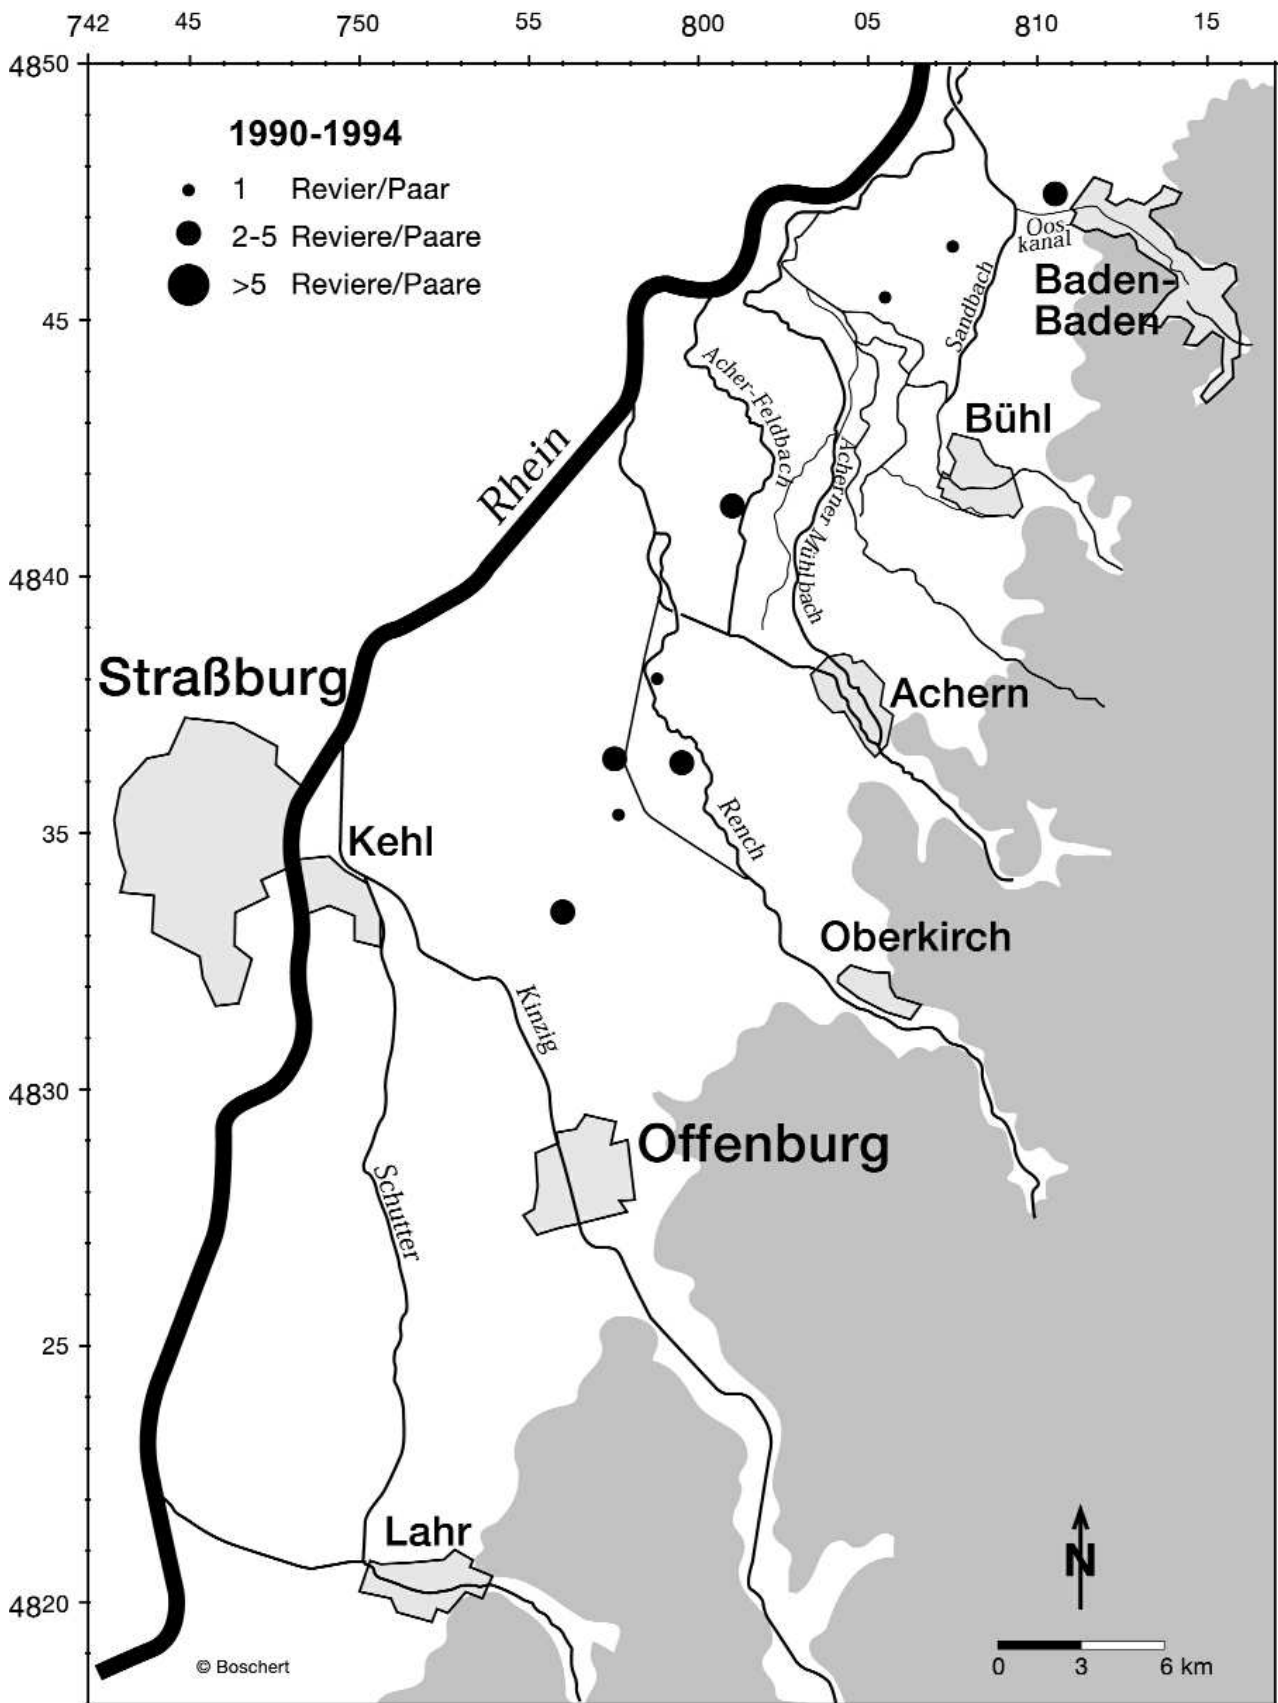 742 45 750 55 800 05 810 15
4850
1990-1994
1 Revier/Paar
2-5 Reviere/Paare
>5 Reviere/Paare
Oos
kanal
Baden-
Baden
45
Sandbach
Acher-Feldbach
Bühl
Rhein
Acherner Mühlbach
4840
Straßburg
Achern
35
Kehl
Rench
Oberkirch
Kinzig
4830
Offenburg
Schutter
25
Lahr
N
4820
© Boschert
0 3 6 km